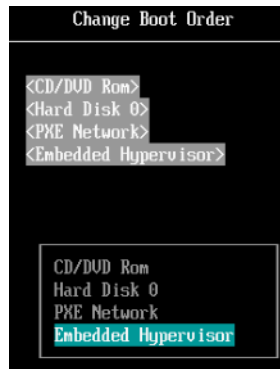 Change Boot Order
<CD/DVD Rom>
<Hard Disk 0>
<PXE Network>
<Embedded Hypervisor>
CD/DVD Rom
Hard Disk 0
PXE Network
Embedded Hypervisor